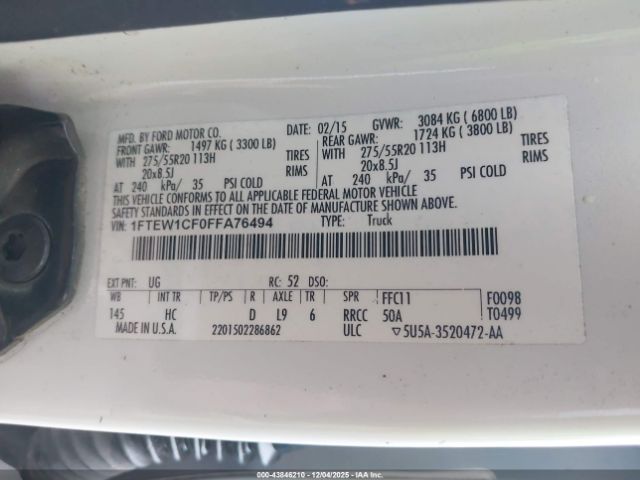 MFD. BY FORD MOTOR CO. DATE: 02/15 GVWR: 3084 KG ( 6800 LB)
FRONT GAWR: 1497 KG ( 3300 LB) REAR GAWR: 1724 KG ( 3800 LB)
WITH 275/55R20 113H TIRES WITH 275/55R20 113H TIRES
20x8.5J RIMS 20x8.5J RIMS
AT 240 kPa/ 35 PSI COLD AT 240 kPa/ 35 PSI COLD
THIS VEHICLE CONFORMS TO ALL APPLICABLE FEDERAL MOTOR VEHICLE
SAFETY STANDARDS IN EFFECT ON THE DATE OF MANUFACTURE SHOWN ABOVE.
VIN: 1FTEW1CF0FFA76494 TYPE: Truck
EXT PNT: UG RC: 52 DSO:
WB INT TR TP/PS R AXLE TR SPR FFC11 F0098
145 HC D L9 6 RRCC 50A T0499
MADE IN U.S.A. 2201502286862 ULC ▽5U5A-3520472-AA
000-43846210 - 12/04/2025 - IAAI.COM